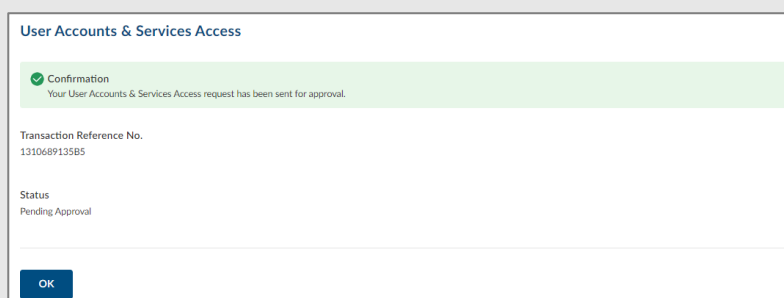 User Accounts & Services Access
Confirmation
Your User Accounts & Services Access request has been sent for approval.
Transaction Reference No.
1310689135B5
Status
Pending Approval
OK